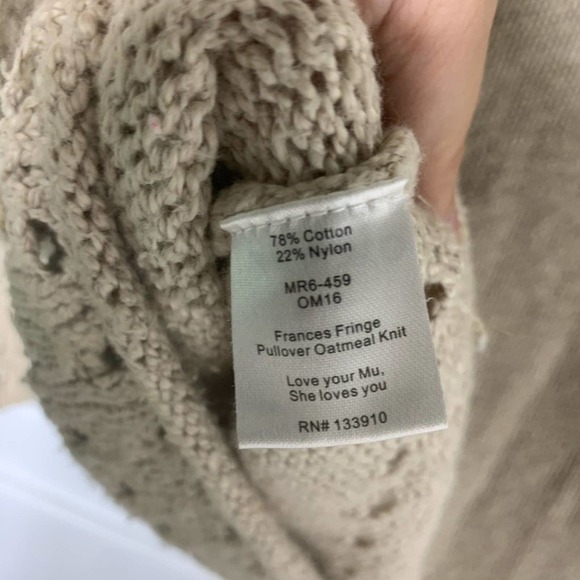 78% Cotton
22% Nylon
MR6-459
OM16
Frances Fringe
Pullover Oatmeal Knit
Love your Mu,
She loves you
RN# 133910